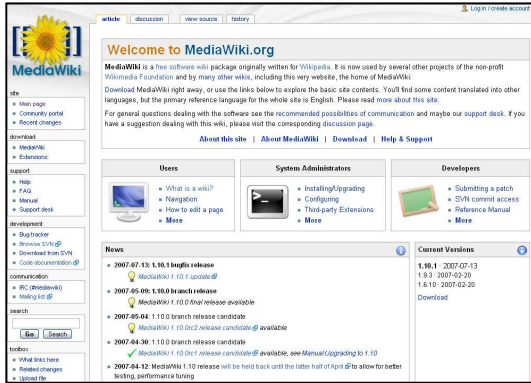 Log in / create account
article
discussion
view source
history
MediaWiki
Welcome to MediaWiki.org
MediaWiki is a free software wiki package originally written for Wikipedia. It is now used by several other projects of the non-profit
Wikimedia Foundation and by many other wikis, including this very website, the home of MediaWiki.
Download MediaWiki right away, or use the links below to explore the basic site contents. You'll find some content translated into other
languages, but the primary reference language for the whole site is English. Please read more about this site.
For general questions dealing with the software see the recommended possibilities of communication and maybe our support desk. If you
have a suggestion dealing with this wiki, please visit the corresponding discussion page.
About this site | About MediaWiki | Download | Help & Support
site
Main page
Community portal
Recent changes
download
MediaWiki
Extensions
support
Help
FAQ
Manual
Support desk
development
Bug tracker
Browse SVN
Download from SVN
Code documentation
communication
IRC (#mediawiki)
Mailing list
search
Go Search
toolbox
What links here
Related changes
Upload file
Users
What is a wiki?
Navigation
How to edit a page
More
System Administrators
Installing/Upgrading
Configuring
Third-party Extensions
More
Developers
Submitting a patch
SVN commit access
Reference Manual
More
News
2007-07-13: 1.10.1 bugfix release
MediaWiki 1.10.1 update
2007-05-09: 1.10.0 branch release
MediaWiki 1.10.0 final release available
2007-05-04: 1.10.0 branch release candidate
MediaWiki 1.10.0rc2 release candidate available
2007-04-30: 1.10.0 branch release candidate
MediaWiki 1.10.0rc1 release candidate available, see Manual:Upgrading to 1.10
2007-04-12: MediaWiki 1.10 release will be held back until the latter half of April to allow for better
testing, performance tuning
Current Versions
1.10.1 · 2007-07-13
1.9.3 · 2007-02-20
1.6.10 · 2007-02-20
Download